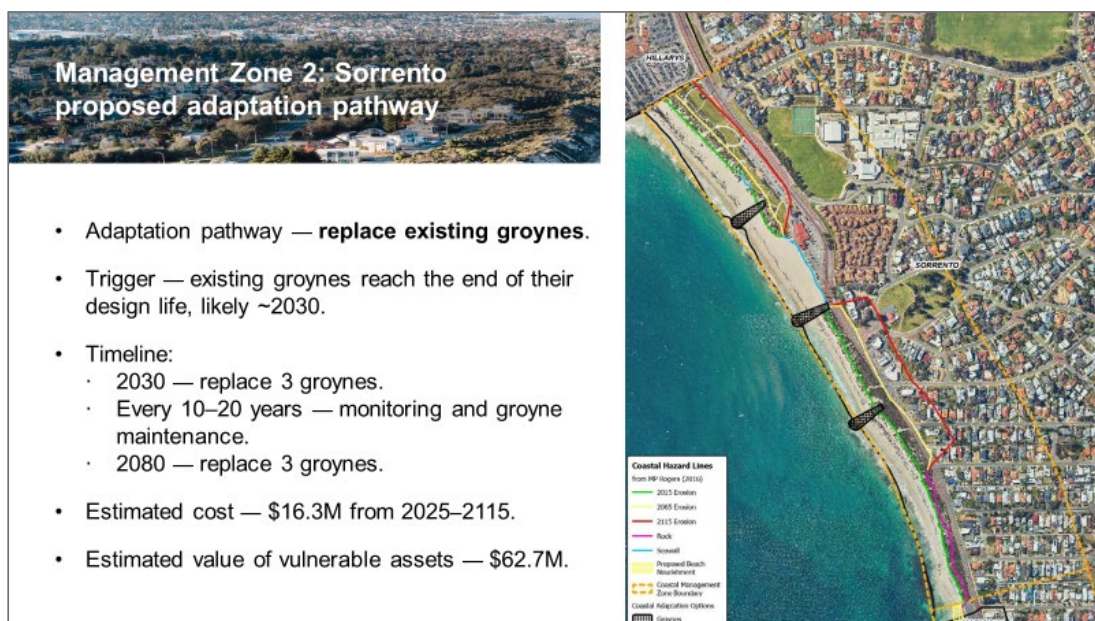 Management Zone 2: Sorrento
proposed adaptation pathway
• Adaptation pathway — replace existing groynes.
• Trigger — existing groynes reach the end of their
design life, likely ~2030.
• Timeline:
· 2030 — replace 3 groynes.
· Every 10–20 years — monitoring and groyne
maintenance.
· 2080 — replace 3 groynes.
• Estimated cost — $16.3M from 2025–2115.
• Estimated value of vulnerable assets — $62.7M.
HILLARYS
SORRENTO
Coastal Hazard Lines
from MP Rogers (2016)
2015 Erosion
2065 Erosion
2115 Erosion
Rock
Seawall
Proposed Beach
Nourishment
Coastal Management
Zone Boundary
Coastal Adaptation Options
Groynes